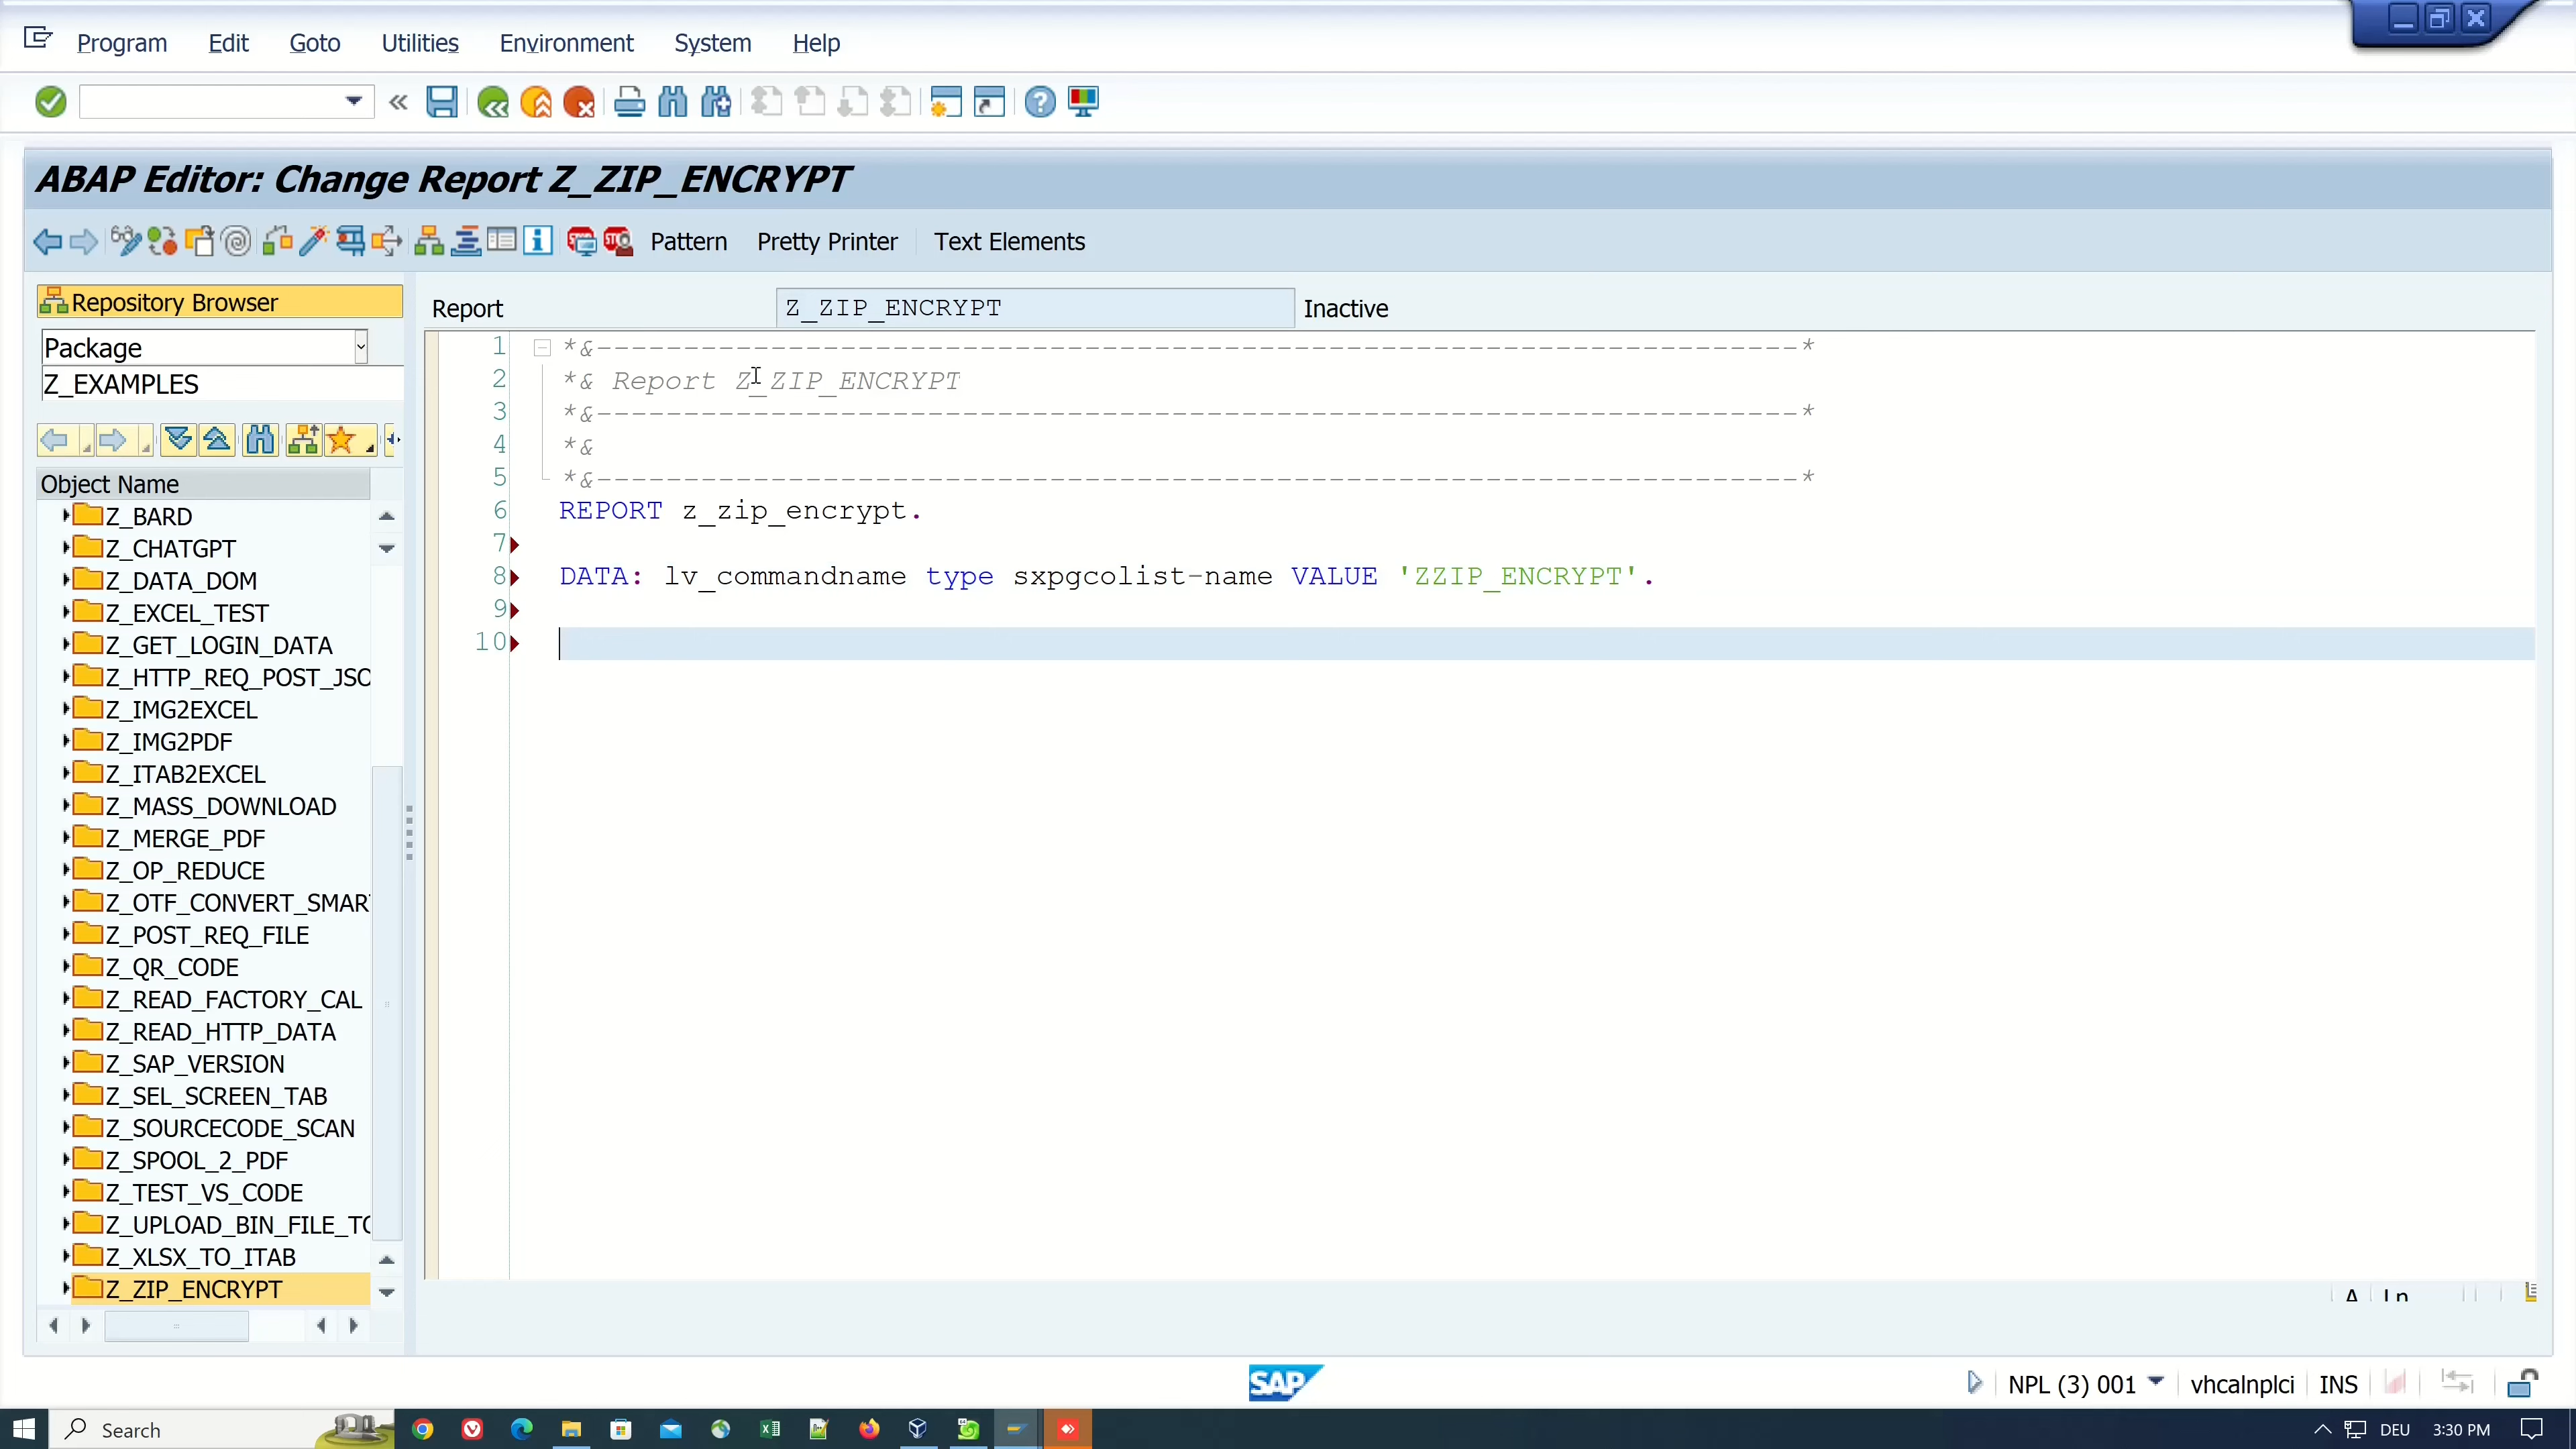 Program Edit Goto Utilities Environment System Help
ABAP Editor: Change Report Z_ZIP_ENCRYPT
Pattern Pretty Printer Text Elements
Repository Browser
Package
Z_EXAMPLES
Object Name
Z_BARD
Z_CHATGPT
Z_DATA_DOM
Z_EXCEL_TEST
Z_GET_LOGIN_DATA
Z_HTTP_REQ_POST_JSO
Z_IMG2EXCEL
Z_IMG2PDF
Z_ITAB2EXCEL
Z_MASS_DOWNLOAD
Z_MERGE_PDF
Z_OP_REDUCE
Z_OTF_CONVERT_SMAR
Z_POST_REQ_FILE
Z_QR_CODE
Z_READ_FACTORY_CAL
Z_READ_HTTP_DATA
Z_SAP_VERSION
Z_SEL_SCREEN_TAB
Z_SOURCECODE_SCAN
Z_SPOOL_2_PDF
Z_TEST_VS_CODE
Z_UPLOAD_BIN_FILE_TO
Z_XLSX_TO_ITAB
Z_ZIP_ENCRYPT
Report Z_ZIP_ENCRYPT Inactive
1 *&---------------------------------------------------------------------*
2 *& Report Z_ZIP_ENCRYPT
3 *&---------------------------------------------------------------------*
4 *&
5 *&---------------------------------------------------------------------*
6 REPORT z_zip_encrypt.
7
8 DATA: lv_commandname type sxpgcolist-name VALUE 'ZZIP_ENCRYPT'.
9
10
SAP
NPL (3) 001 vhcalnplci INS
Search
DEU 3:30 PM